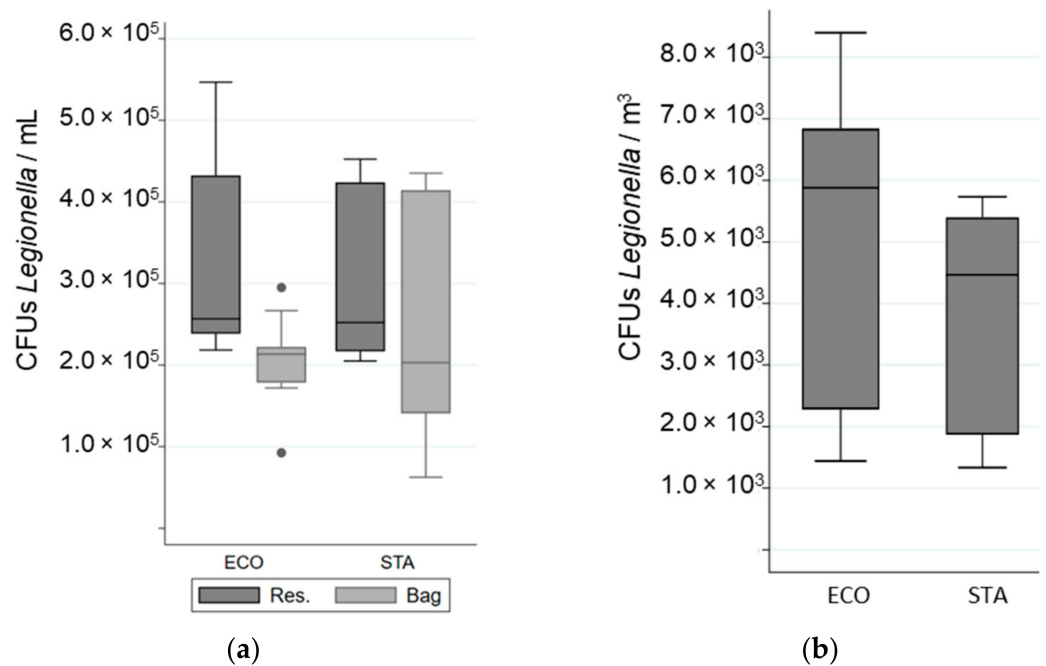 CFUs Legionella / mL
6.0 × 10⁵
5.0 × 10⁵
4.0 × 10⁵
3.0 × 10⁵
2.0 × 10⁵
1.0 × 10⁵
ECO STA
Res. Bag
(a)
CFUs Legionella / m³
8.0 × 10³
7.0 × 10³
6.0 × 10³
5.0 × 10³
4.0 × 10³
3.0 × 10³
2.0 × 10³
1.0 × 10³
ECO STA
(b)